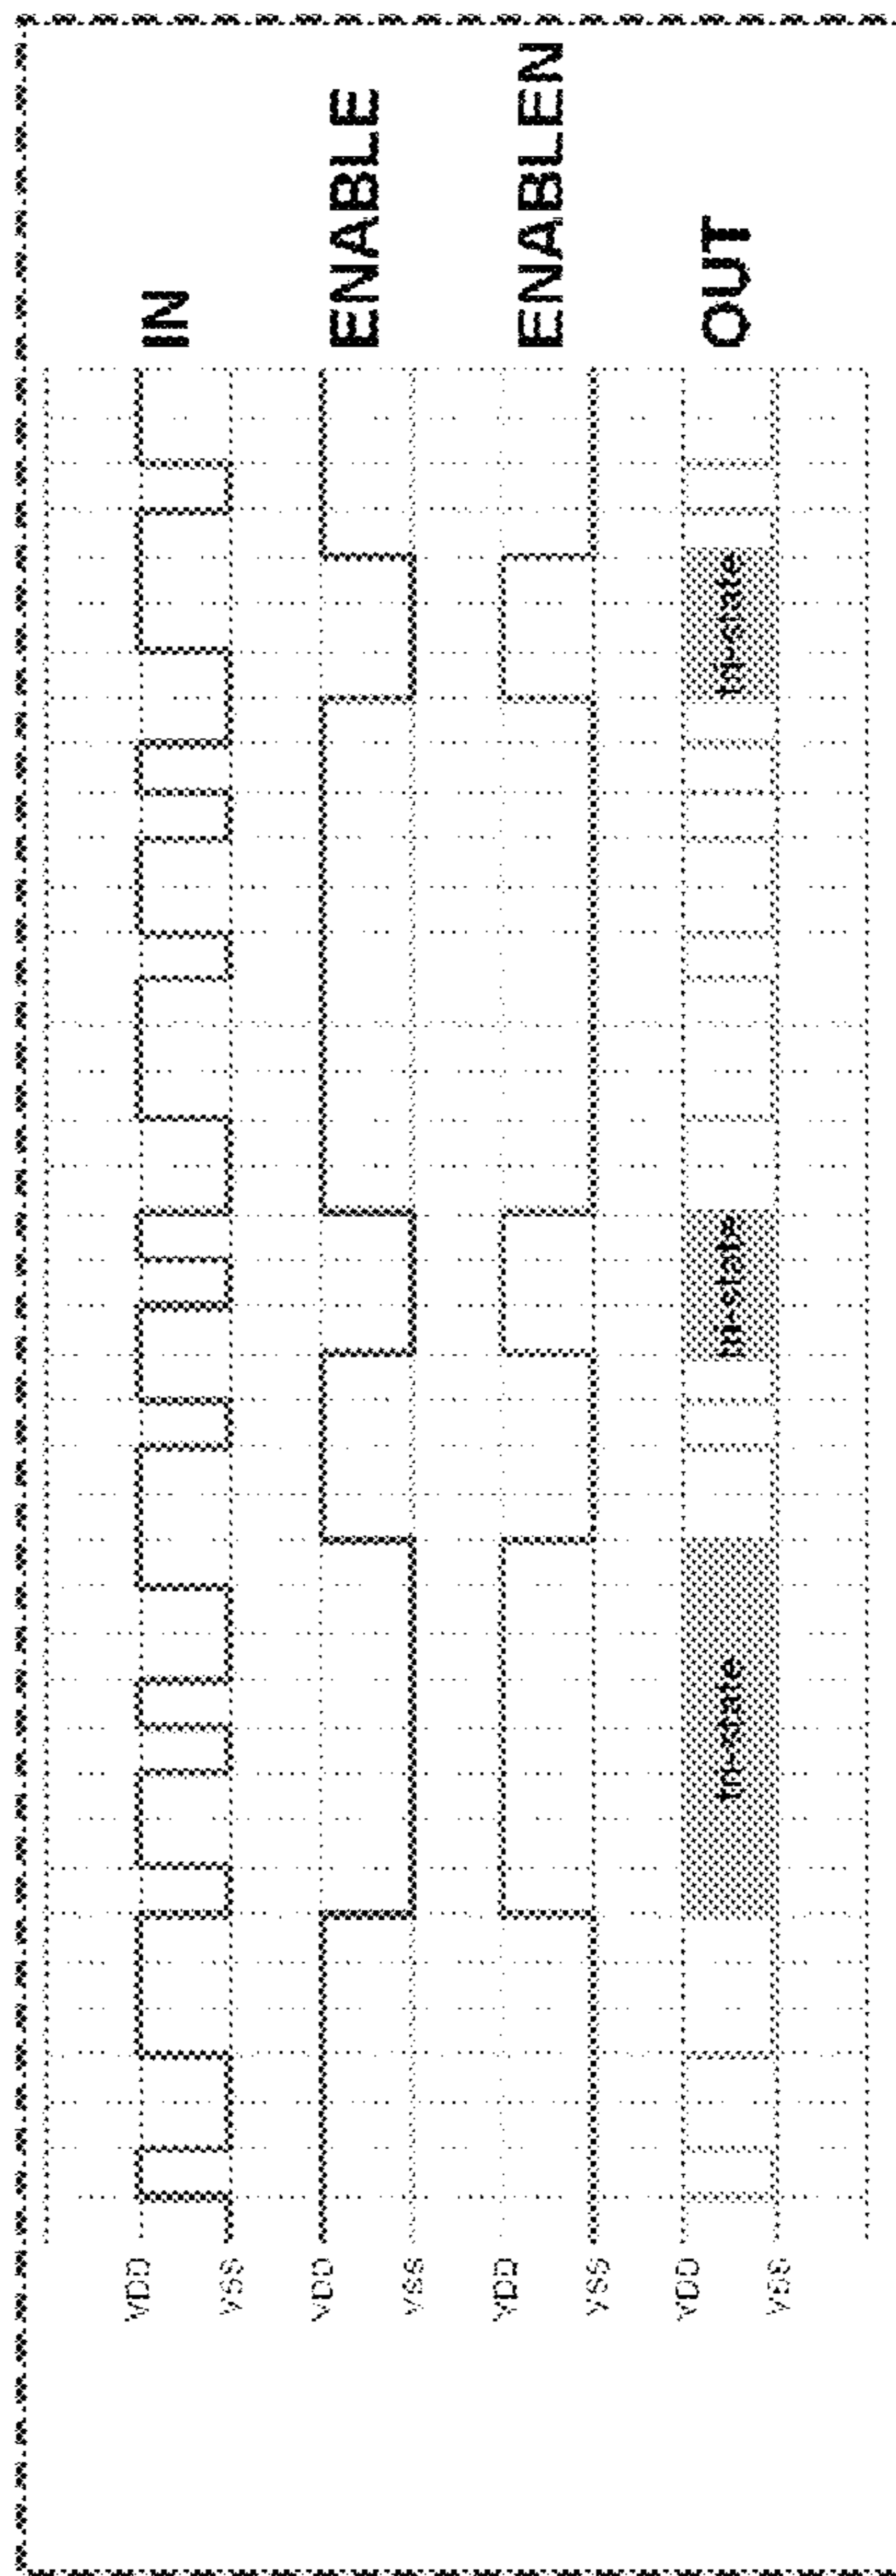 VDD
IN
VSS
VDD
ENABLE
VSS
VDD
ENABLEN
VSS
VDD
OUT
VSS
tri-state
tri-state
tri-state